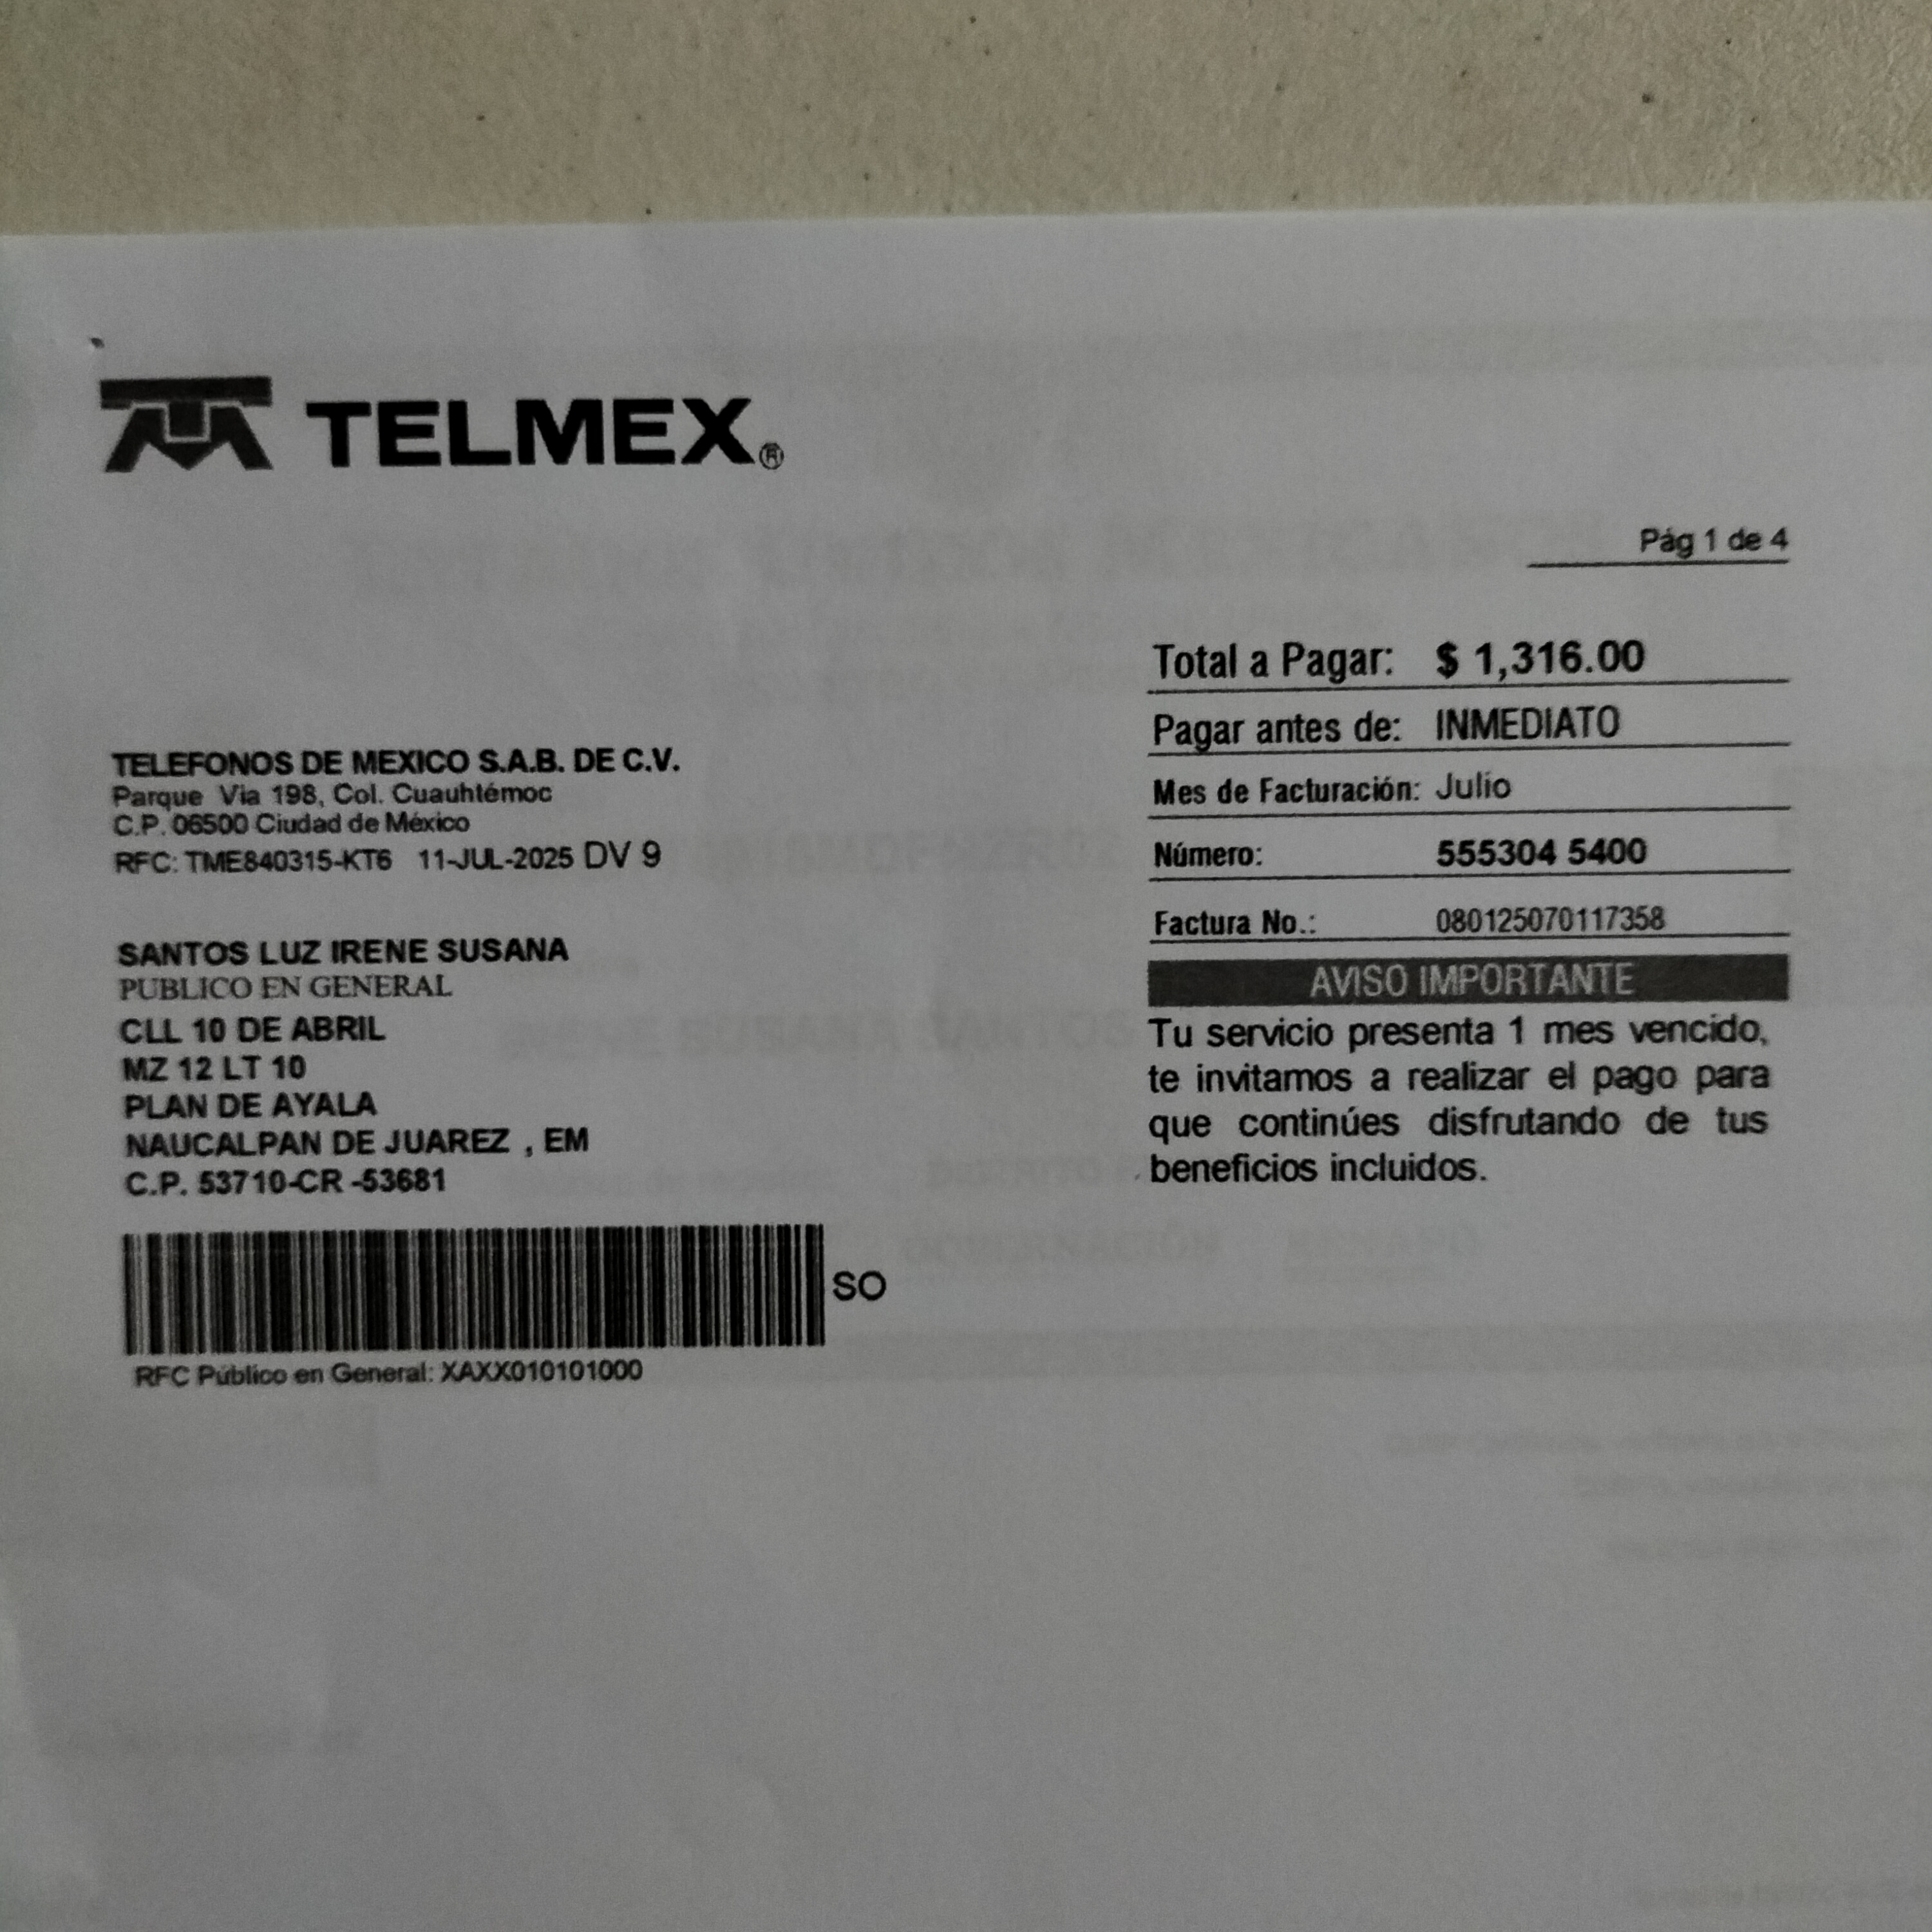 TELMEX®
Pág 1 de 4
Total a Pagar: $ 1,316.00
Pagar antes de: INMEDIATO
Mes de Facturación: Julio
Número: 555304 5400
Factura No.: 080125070117358
AVISO IMPORTANTE
Tu servicio presenta 1 mes vencido,
te invitamos a realizar el pago para
que continúes disfrutando de tus
beneficios incluidos.
TELEFONOS DE MEXICO S.A.B. DE C.V.
Parque Via 198, Col. Cuauhtémoc
C.P. 06500 Ciudad de México
RFC: TME840315-KT6 11-JUL-2025 DV 9
SANTOS LUZ IRENE SUSANA
PUBLICO EN GENERAL
CLL 10 DE ABRIL
MZ 12 LT 10
PLAN DE AYALA
NAUCALPAN DE JUAREZ , EM
C.P. 53710-CR -53681
SO
RFC Público en General: XAXX010101000